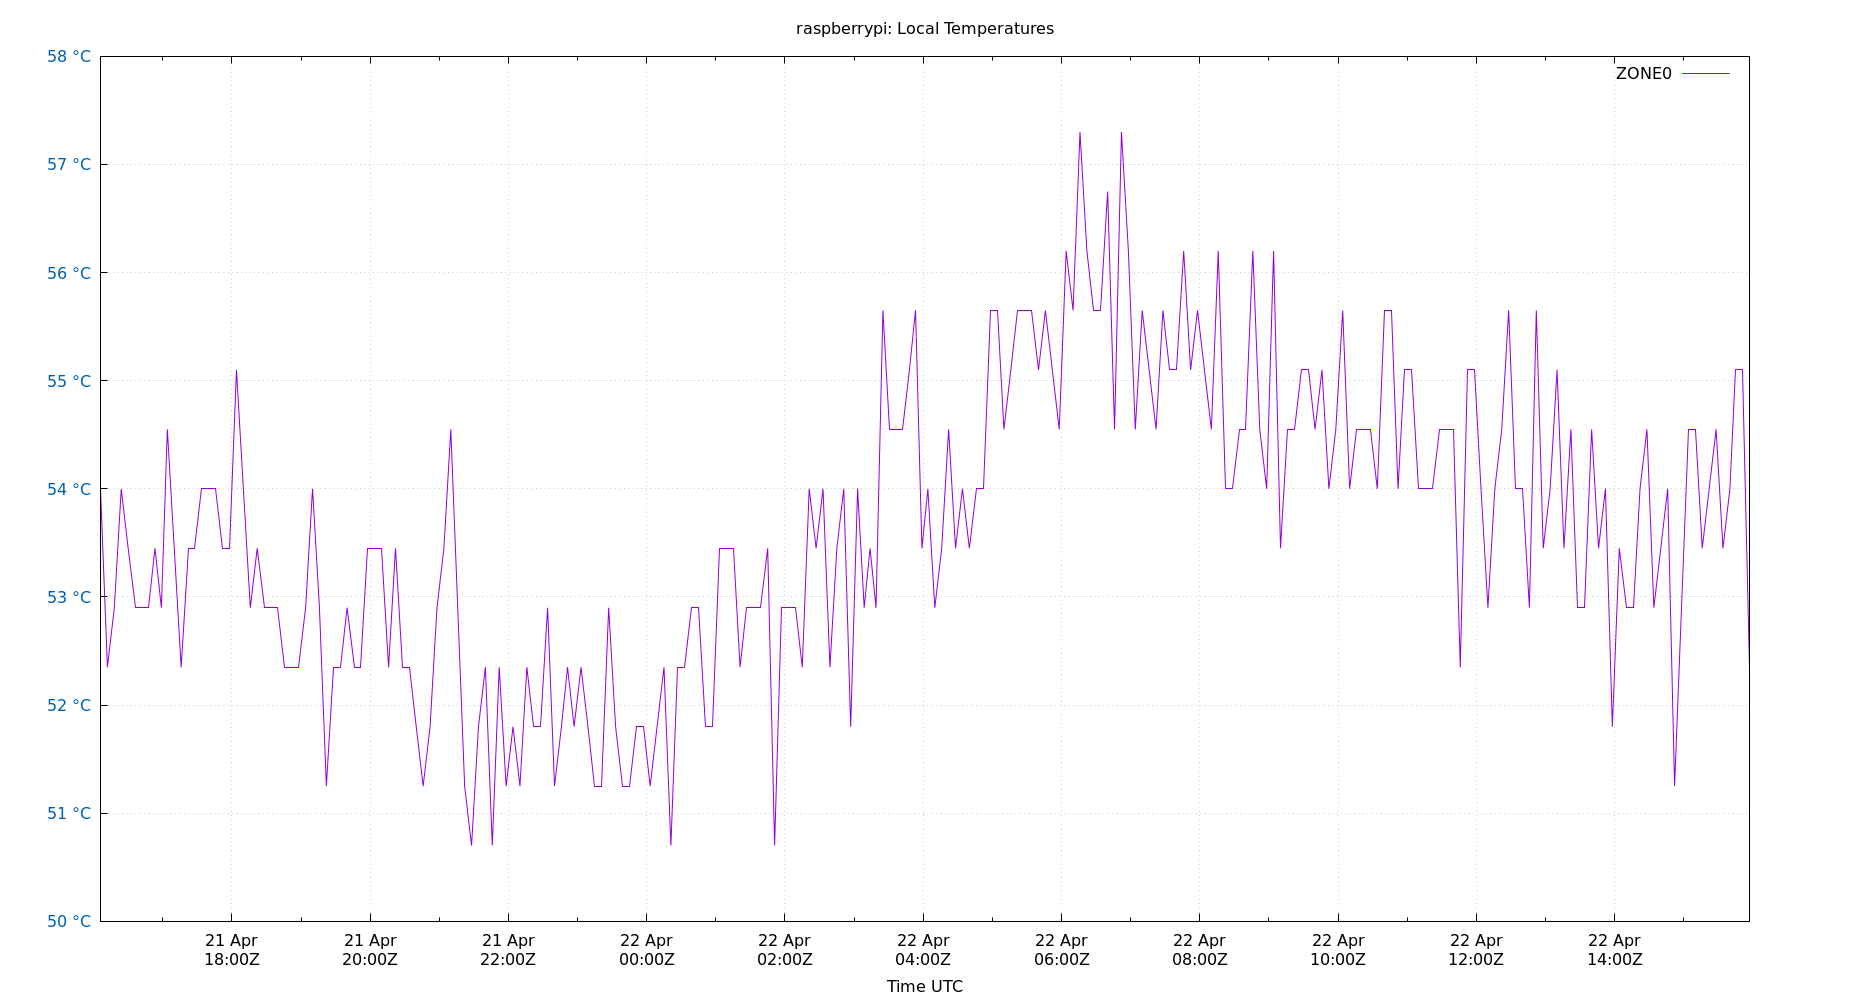 raspberrypi: Local Temperatures
58 °C
ZONE0
57 °C
56 °C
55 °C
54 °C
53 °C
52 °C
51 °C
50 °C
21 Apr 21 Apr 21 Apr 22 Apr 22 Apr 22 Apr 22 Apr 22 Apr 22 Apr 22 Apr 22 Apr
18:00Z 20:00Z 22:00Z 00:00Z 02:00Z 04:00Z 06:00Z 08:00Z 10:00Z 12:00Z 14:00Z
Time UTC